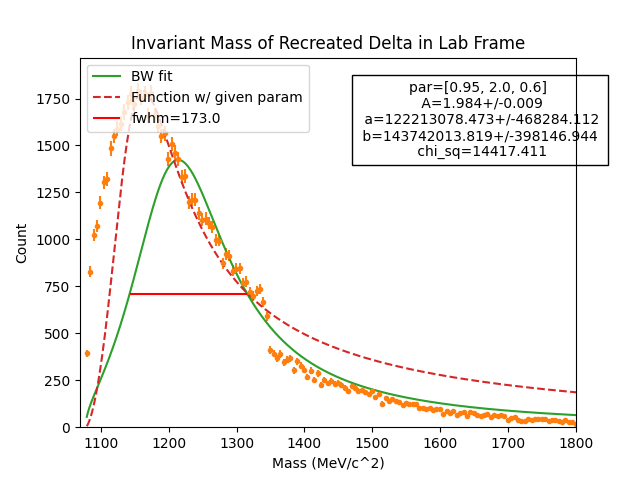 Invariant Mass of Recreated Delta in Lab Frame
BW fit
Function w/ given param
fwhm=173.0
par=[0.95, 2.0, 0.6]
A=1.984+/-0.009
a=122213078.473+/-468284.112
b=143742013.819+/-398146.944
chi_sq=14417.411
Count
1750
1500
1250
1000
750
500
250
0
1100 1200 1300 1400 1500 1600 1700 1800
Mass (MeV/c^2)